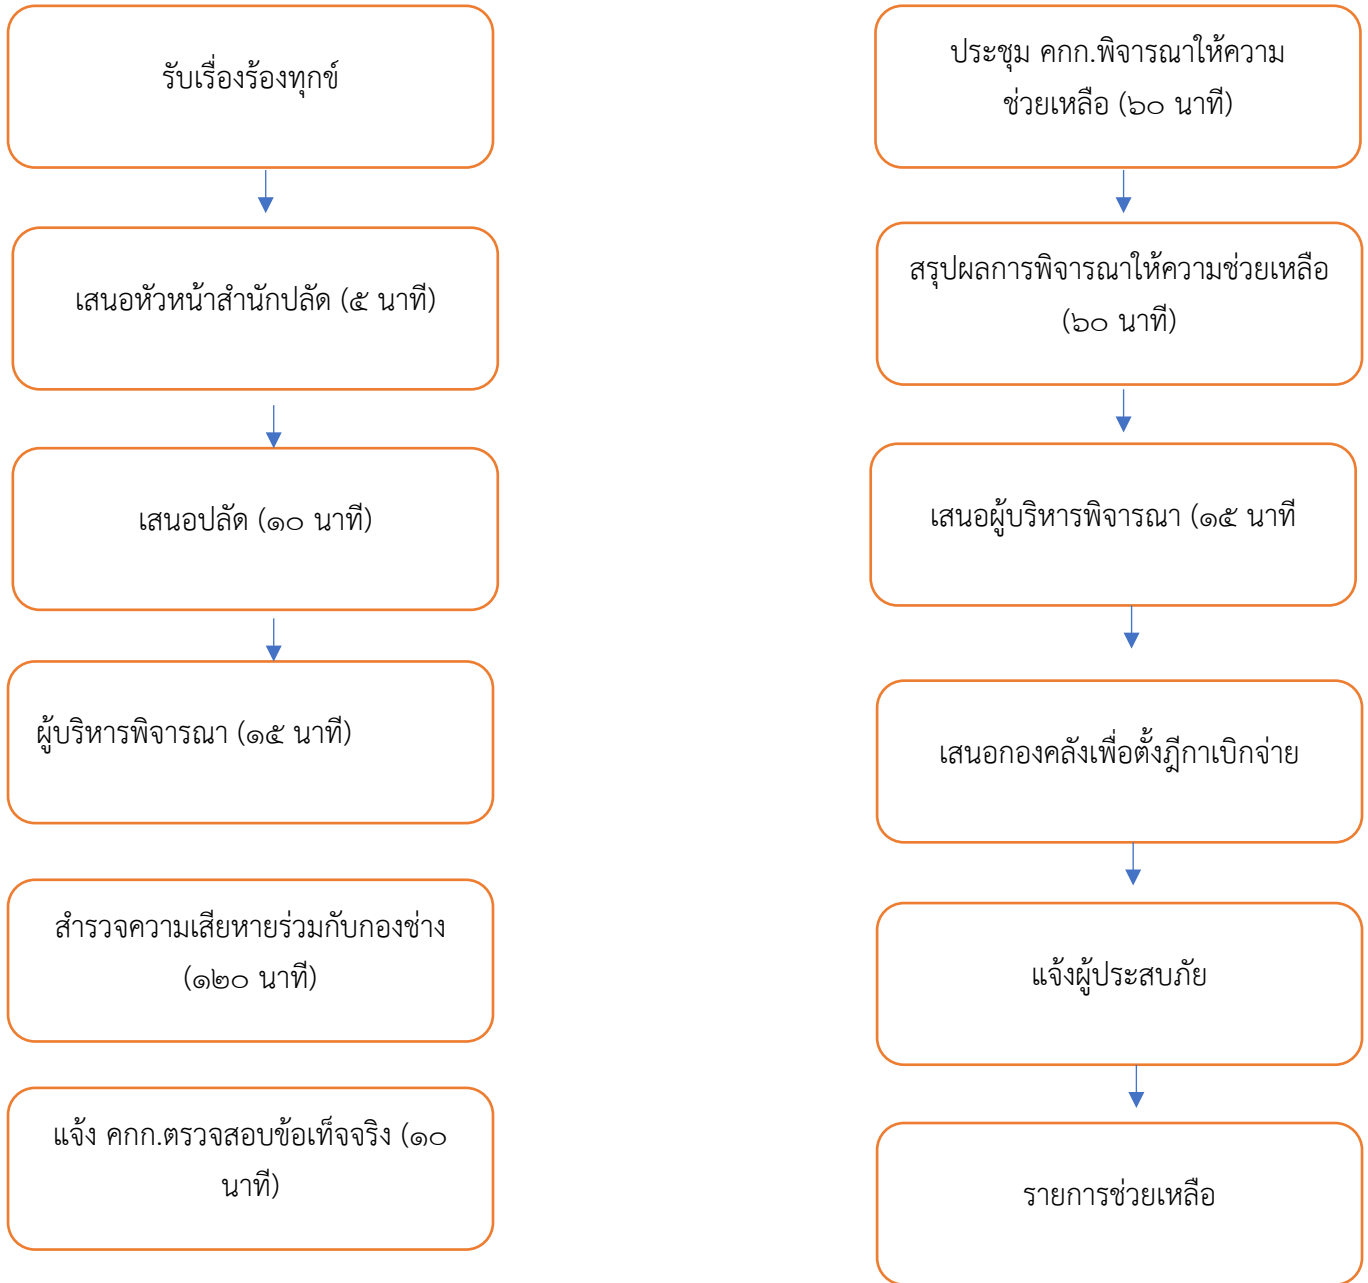 รับเรื่องร้องทุกข์
เสนอหัวหน้าสำนักปลัด (๕ นาที)
เสนอปลัด (๑๐ นาที)
ผู้บริหารพิจารณา (๑๕ นาที)
สำรวจความเสียหายร่วมกับกองช่าง
(๑๒๐ นาที)
แจ้ง คกก.ตรวจสอบข้อเท็จจริง (๑๐
นาที)
ประชุม คกก.พิจารณาให้ความ
ช่วยเหลือ (๖๐ นาที)
สรุปผลการพิจารณาให้ความช่วยเหลือ
(๖๐ นาที)
เสนอผู้บริหารพิจารณา (๑๕ นาที
เสนอกองคลังเพื่อตั้งฎีกาเบิกจ่าย
แจ้งผู้ประสบภัย
รายการช่วยเหลือ